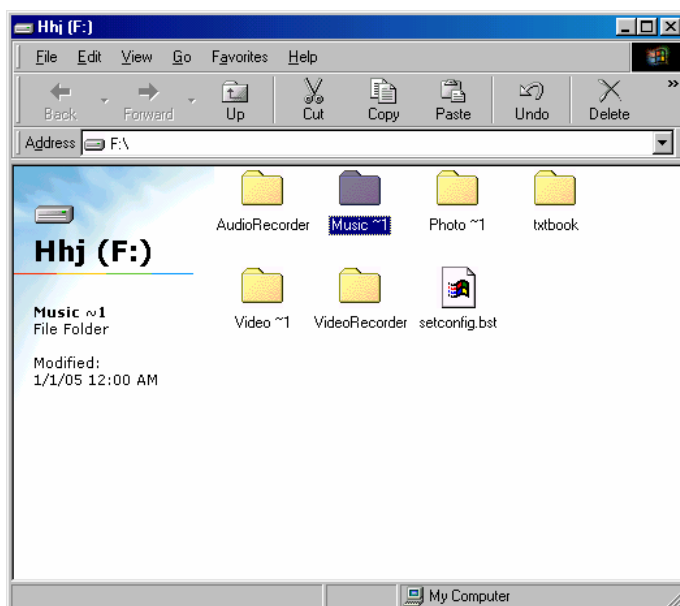 Hhj (F:)
File Edit View Go Favorites Help
Back Forward Up Cut Copy Paste Undo Delete »
Address F:\
AudioRecorder Music ~1 Photo ~1 txtbook
Hhj (F:)
Video ~1 VideoRecorder setconfig.bst
Music ~1
File Folder
Modified:
1/1/05 12:00 AM
My Computer